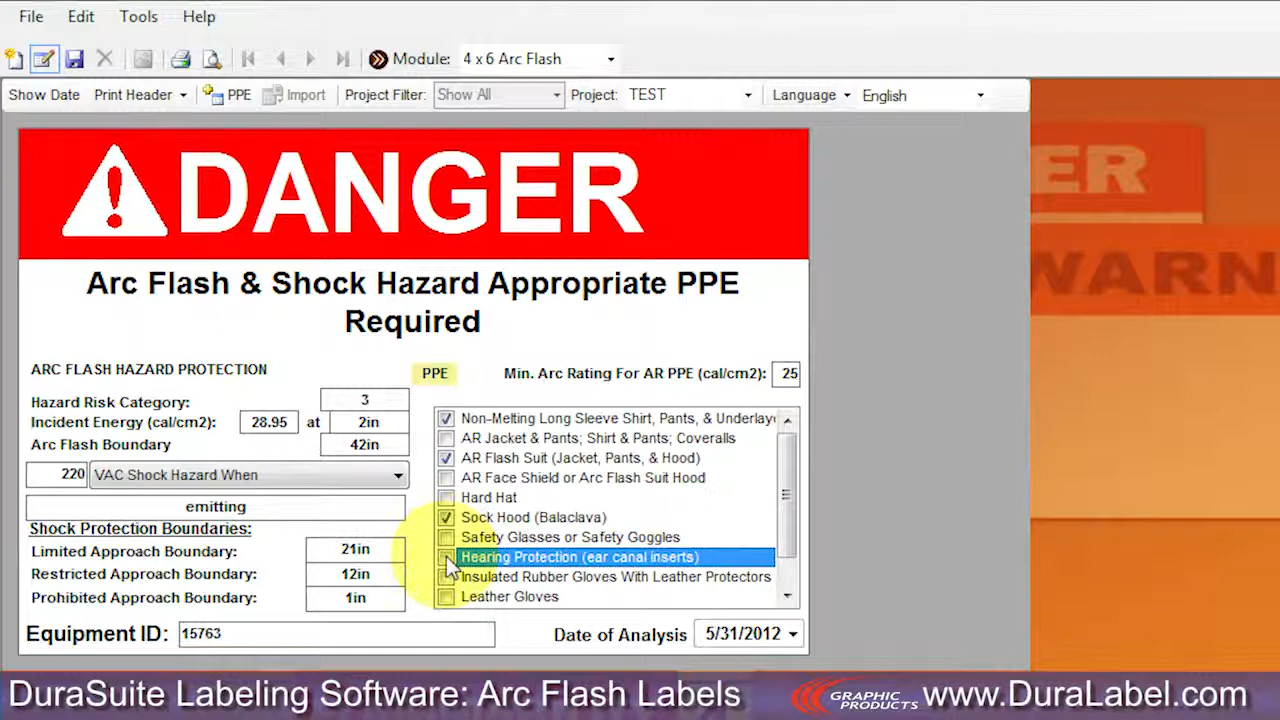 File Edit Tools Help
Module: 4 x 6 Arc Flash
Show Date Print Header PPE Import Project Filter: Show All Project: TEST Language English
DANGER
Arc Flash & Shock Hazard Appropriate PPE
Required
ARC FLASH HAZARD PROTECTION
Hazard Risk Category: 3
Incident Energy (cal/cm2): 28.95 at 2in
Arc Flash Boundary 42in
220 VAC Shock Hazard When
emitting
Shock Protection Boundaries:
Limited Approach Boundary: 21in
Restricted Approach Boundary: 12in
Prohibited Approach Boundary: 1in
PPE Min. Arc Rating For AR PPE (cal/cm2): 25
Non-Melting Long Sleeve Shirt, Pants, & Underlaye
AR Jacket & Pants; Shirt & Pants; Coveralls
AR Flash Suit (Jacket, Pants, & Hood)
AR Face Shield or Arc Flash Suit Hood
Hard Hat
Sock Hood (Balaclava)
Safety Glasses or Safety Goggles
Hearing Protection (ear canal inserts)
Insulated Rubber Gloves With Leather Protectors
Leather Gloves
Equipment ID: 15763 Date of Analysis 5/31/2012
ER
WARN
DuraSuite Labeling Software: Arc Flash Labels GRAPHIC PRODUCTS www.DuraLabel.com